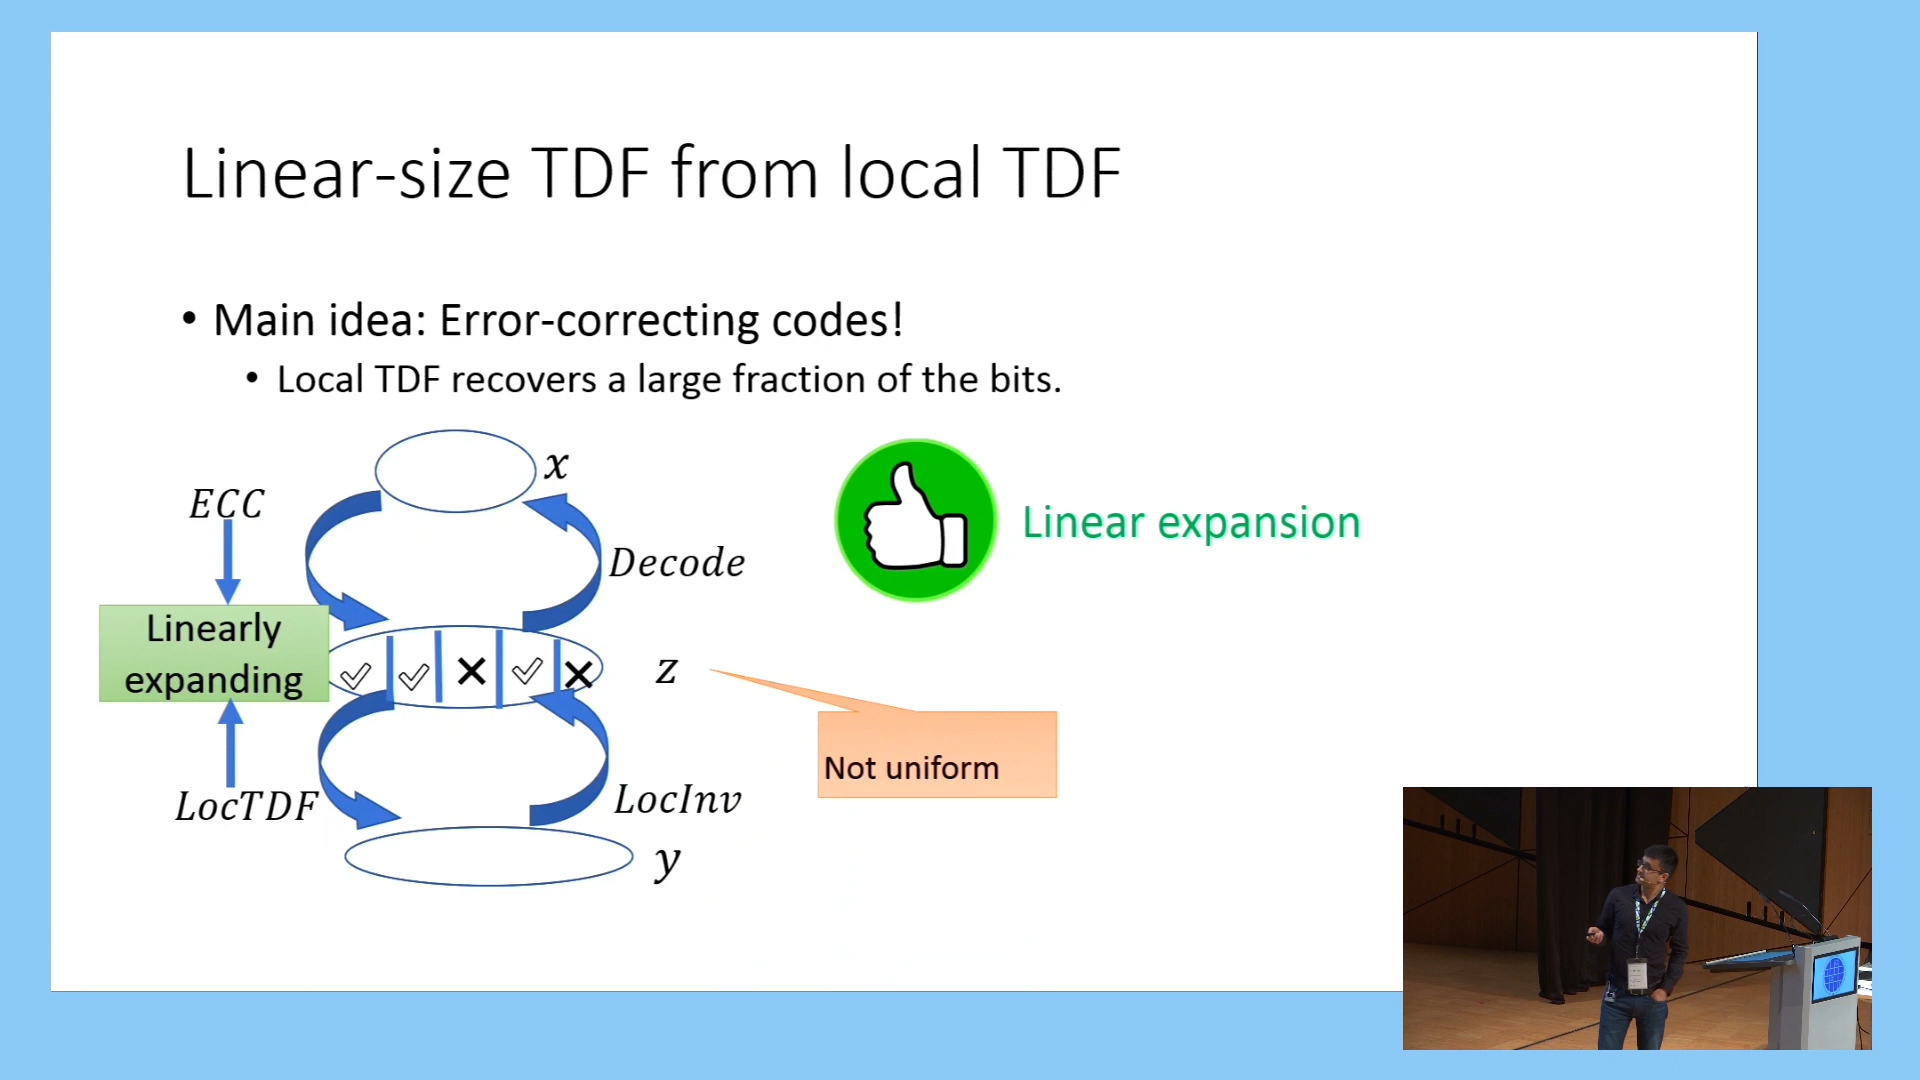 Linear-size TDF from local TDF
• Main idea: Error-correcting codes!
• Local TDF recovers a large fraction of the bits.
x
ECC
Linear expansion
Decode
Linearly
expanding
z
Not uniform
LocTDF
LocInv
y